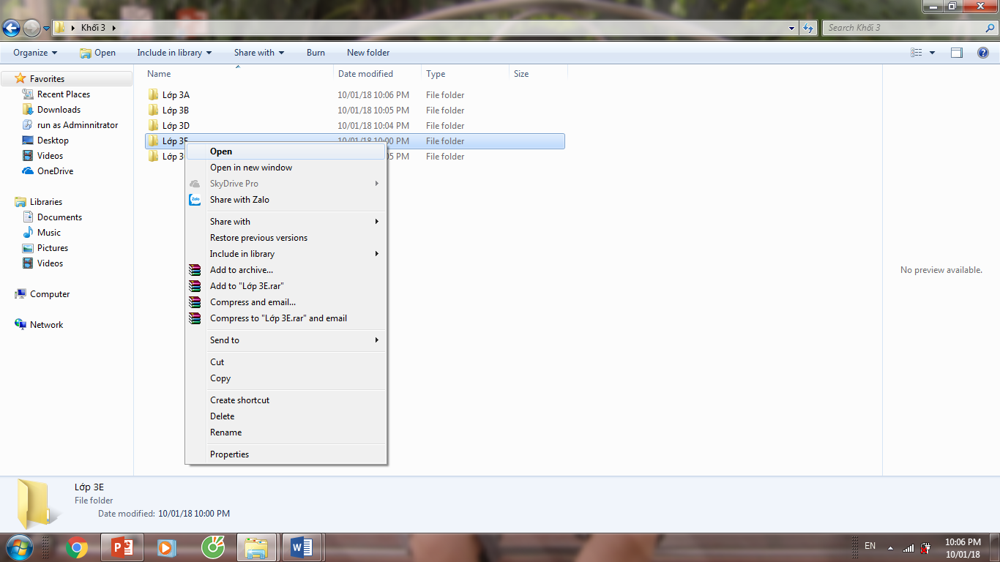 Khối 3
Search Khối 3
Organize Open Include in library Share with Burn New folder
Name Date modified Type Size
Favorites
Recent Places
Downloads
run as Adminnitrator
Desktop
Videos
OneDrive
Libraries
Documents
Music
Pictures
Videos
Computer
Network
Lớp 3A 10/01/18 10:06 PM File folder
Lớp 3B 10/01/18 10:05 PM File folder
Lớp 3D 10/01/18 10:04 PM File folder
Lớp 3E 10/01/18 10:00 PM File folder
Lớp 3 05 PM File folder
Open
Open in new window
SkyDrive Pro
Zalo Share with Zalo
Share with
Restore previous versions
Include in library
Add to archive...
Add to "Lớp 3E.rar"
Compress and email...
Compress to "Lớp 3E.rar" and email
Send to
Cut
Copy
Create shortcut
Delete
Rename
Properties
No preview available.
Lớp 3E
File folder
Date modified: 10/01/18 10:00 PM
EN
10:06 PM
10/01/18